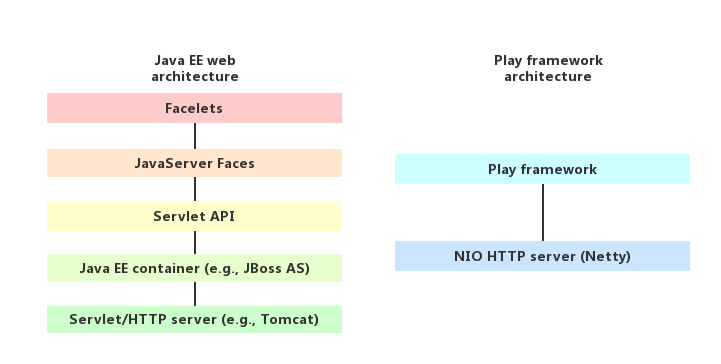 Java EE web
architecture
Facelets
JavaServer Faces
Servlet API
Java EE container (e.g., JBoss AS)
Servlet/HTTP server (e.g., Tomcat)
Play framework
architecture
Play framework
NIO HTTP server (Netty)